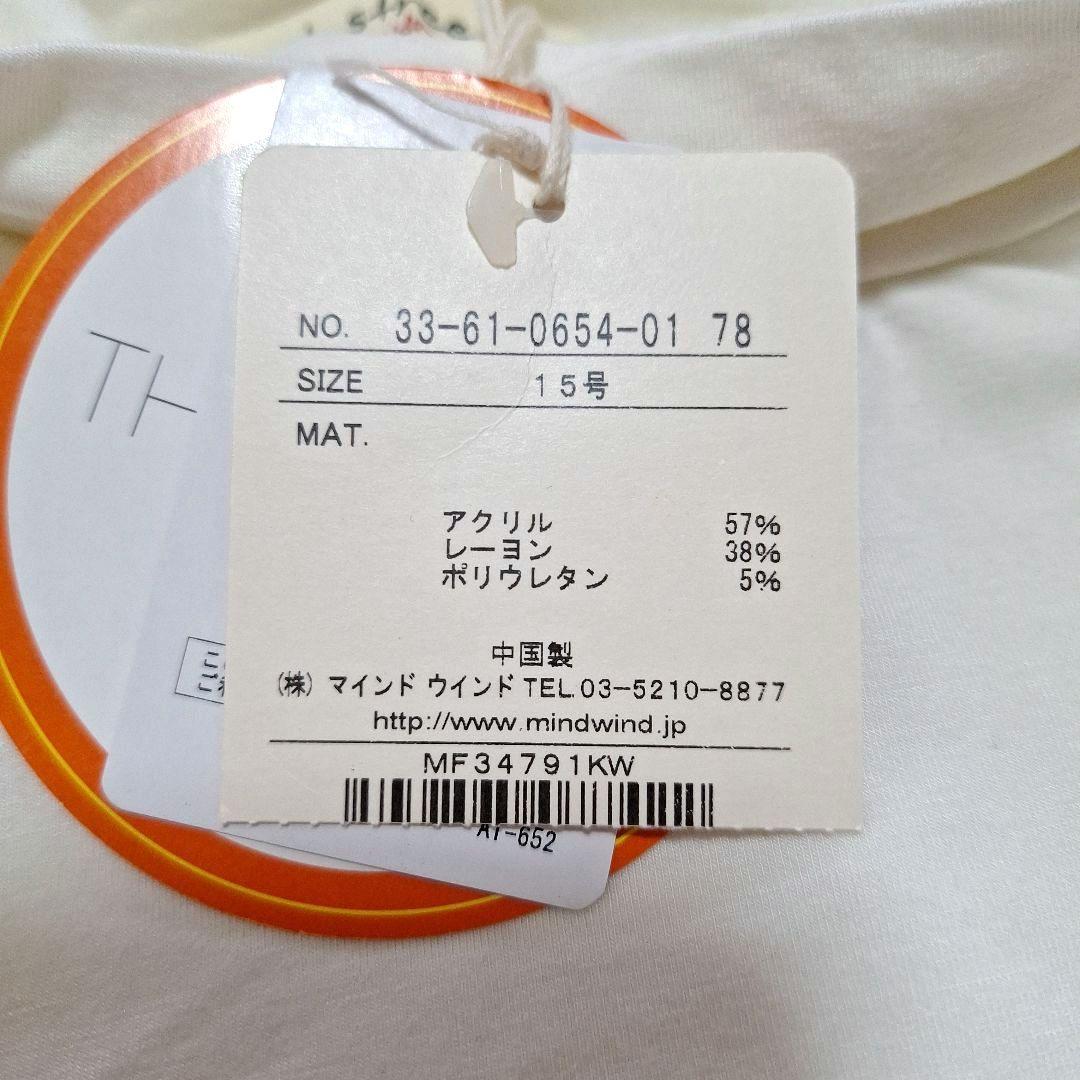 NO. 33-61-0654-01 78
SIZE 15号
MAT.
アクリル 57%
レーヨン 38%
ポリウレタン 5%
中国製
(株) マインド ウインド TEL.03-5210-8877
http://www.mindwind.jp
MF34791KW
AT-652